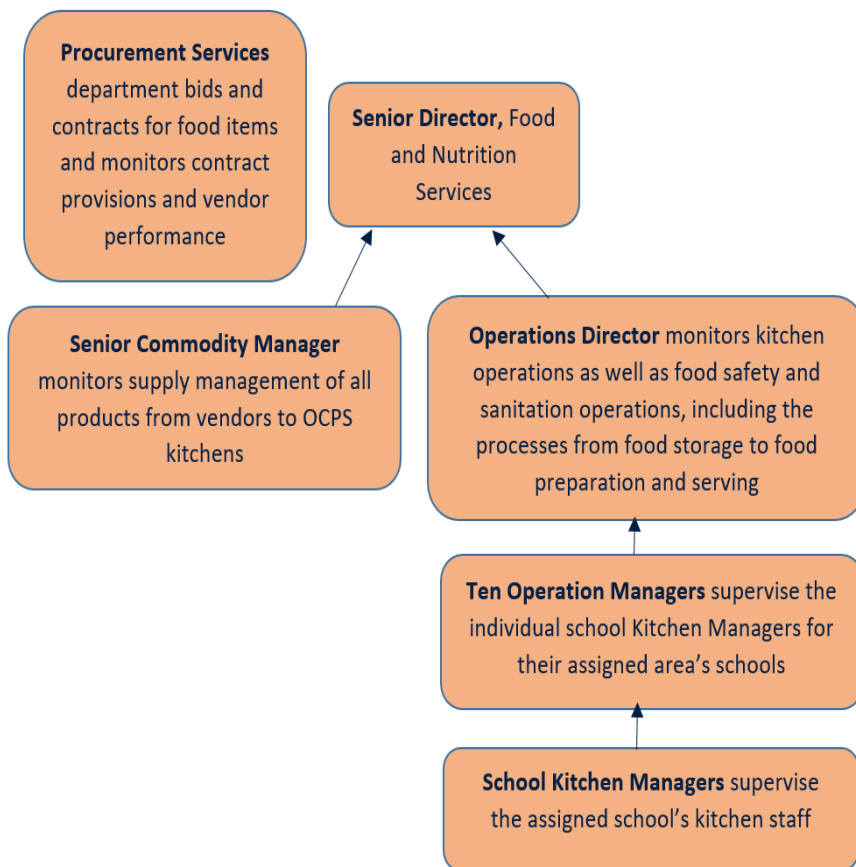 Procurement Services
department bids and
contracts for food items
and monitors contract
provisions and vendor
performance
Senior Director, Food
and Nutrition
Services
Senior Commodity Manager
monitors supply management of all
products from vendors to OCPS
kitchens
Operations Director monitors kitchen
operations as well as food safety and
sanitation operations, including the
processes from food storage to food
preparation and serving
Ten Operation Managers supervise the
individual school Kitchen Managers for
their assigned area’s schools
School Kitchen Managers supervise
the assigned school’s kitchen staff